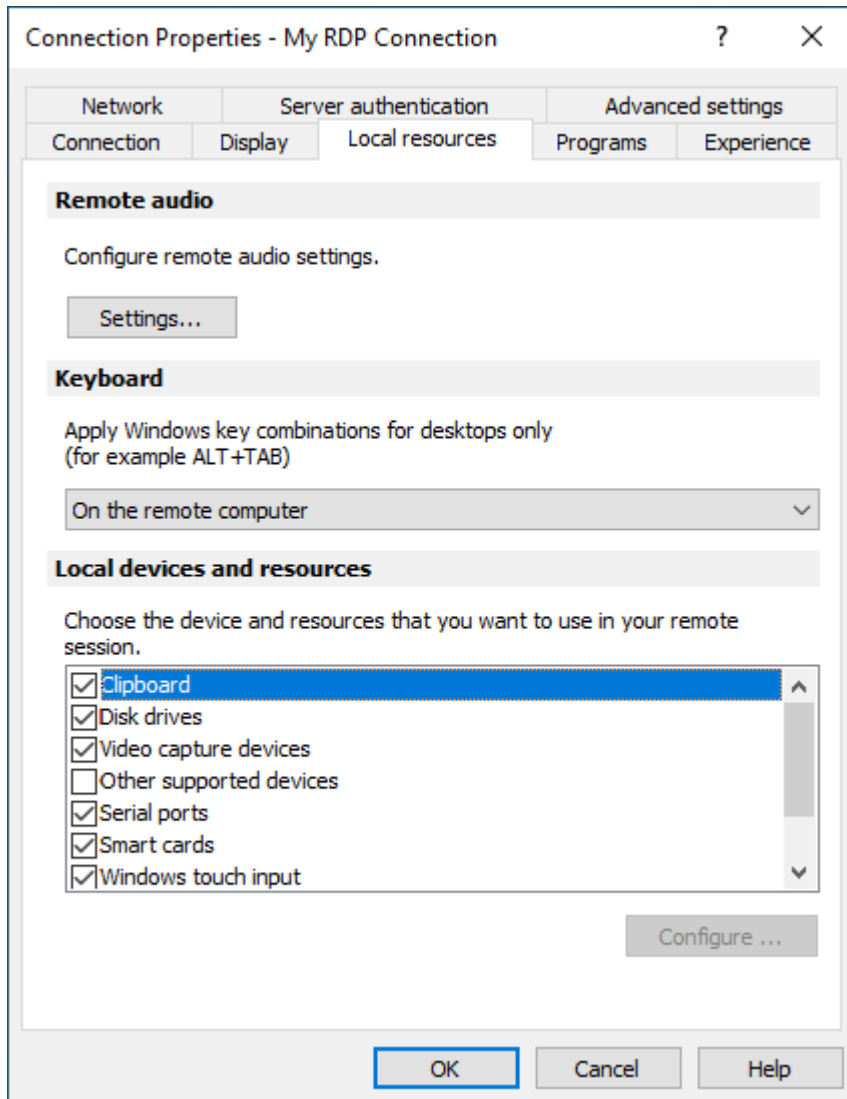 Connection Properties - My RDP Connection
?
Network
Server authentication
Advanced settings
Connection
Display
Local resources
Programs
Experience
Remote audio
Configure remote audio settings.
Settings...
Keyboard
Apply Windows key combinations for desktops only
(for example ALT+TAB)
On the remote computer
Local devices and resources
Choose the device and resources that you want to use in your remote
session.
Clipboard
Disk drives
Video capture devices
Other supported devices
Serial ports
Smart cards
Windows touch input
Configure ...
OK
Cancel
Help